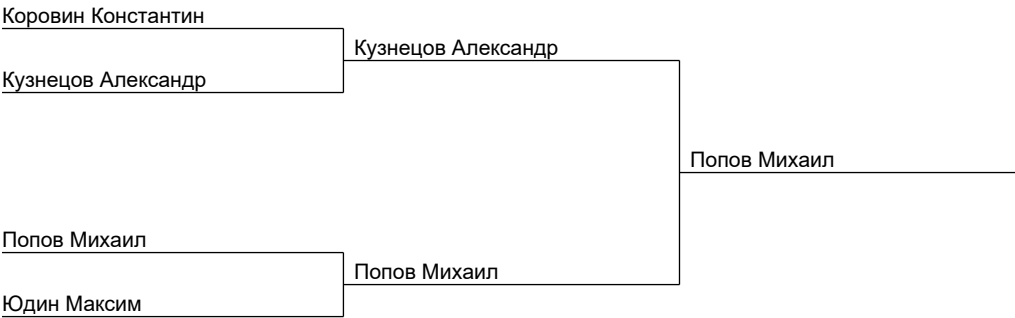 Коровин Константин
Кузнецов Александр
Кузнецов Александр
Попов Михаил
Попов Михаил
Попов Михаил
Юдин Максим